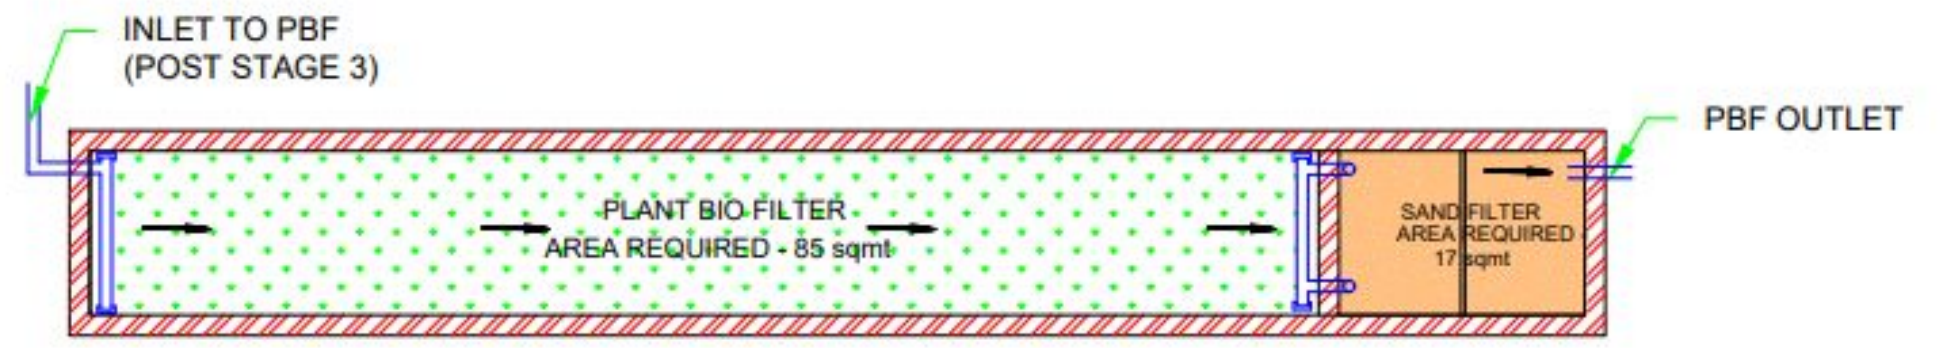 INLET TO PBF
(POST STAGE 3)
PBF OUTLET
PLANT BIO FILTER
AREA REQUIRED - 85 sqmt
SAND FILTER
AREA REQUIRED
17 sqmt